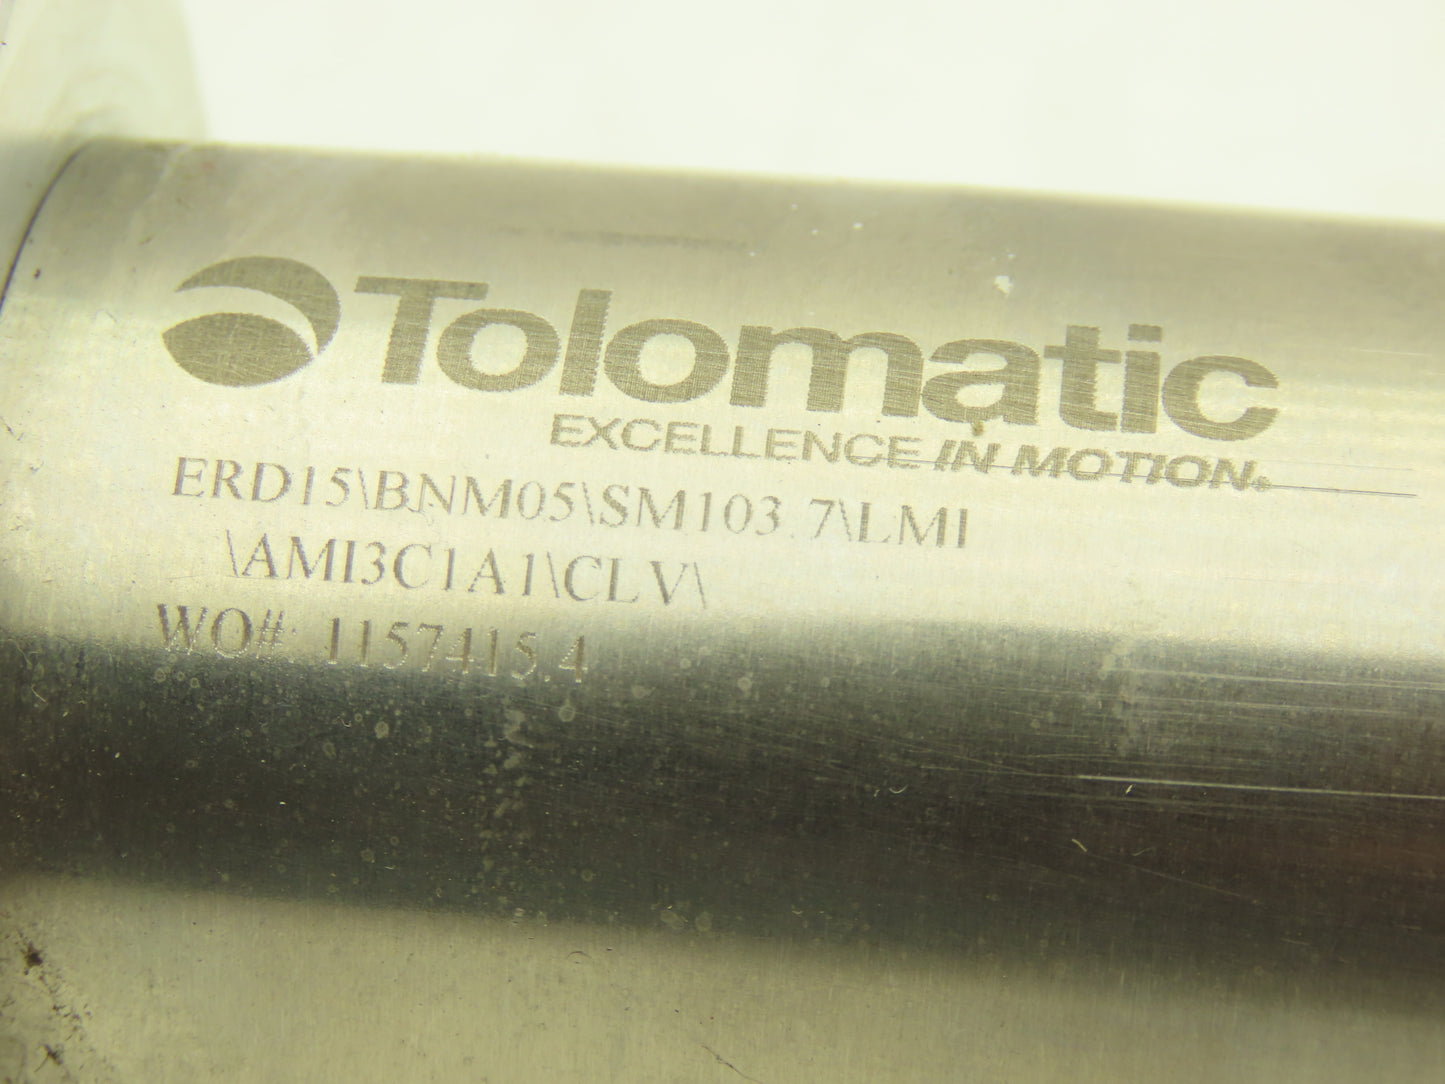 Tolomatic
EXCELLENCE IN MOTION®
ERD15\BNM05\SM103.7\LMI
\AMI3C1A1\CLV\
WO#: 1157415.4